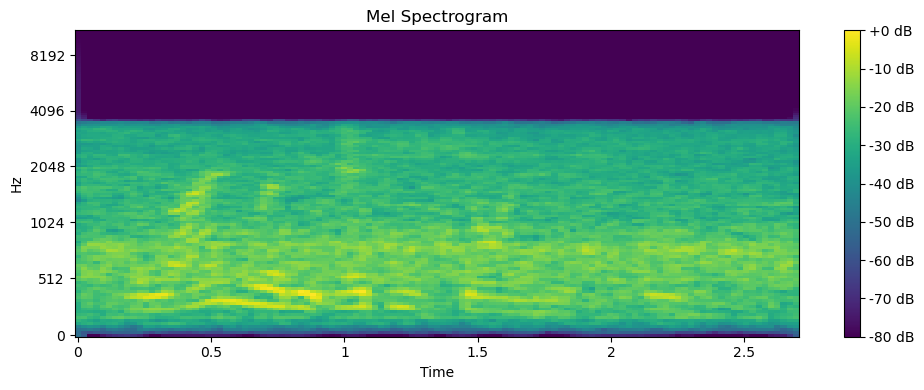 Mel Spectrogram
Hz
8192
4096
2048
1024
512
0
0
0.5
1
1.5
2
2.5
Time
+0 dB
-10 dB
-20 dB
-30 dB
-40 dB
-50 dB
-60 dB
-70 dB
-80 dB